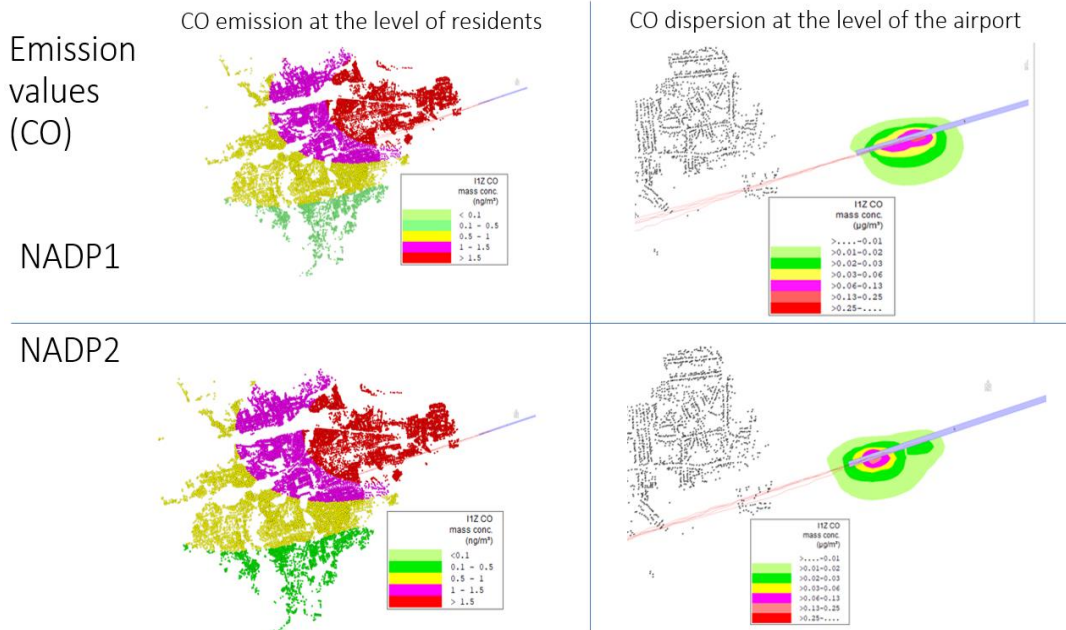 CO emission at the level of residents
CO dispersion at the level of the airport
Emission
values
(CO)
NADP1
I1Z CO
mass conc.
(ng/m³)
< 0.1
0.1 - 0.5
0.5 - 1
1 - 1.5
> 1.5
I1Z CO
mass conc.
(µg/m³)
>....-0.01
>0.01-0.02
>0.02-0.03
>0.03-0.06
>0.06-0.13
>0.13-0.25
>0.25-....
NADP2
I1Z CO
mass conc.
(ng/m³)
<0.1
0.1 - 0.5
0.5 - 1
1 - 1.5
> 1.5
I1Z CO
mass conc.
(µg/m³)
>....-0.01
>0.01-0.02
>0.02-0.03
>0.03-0.06
>0.06-0.13
>0.13-0.25
>0.25-....